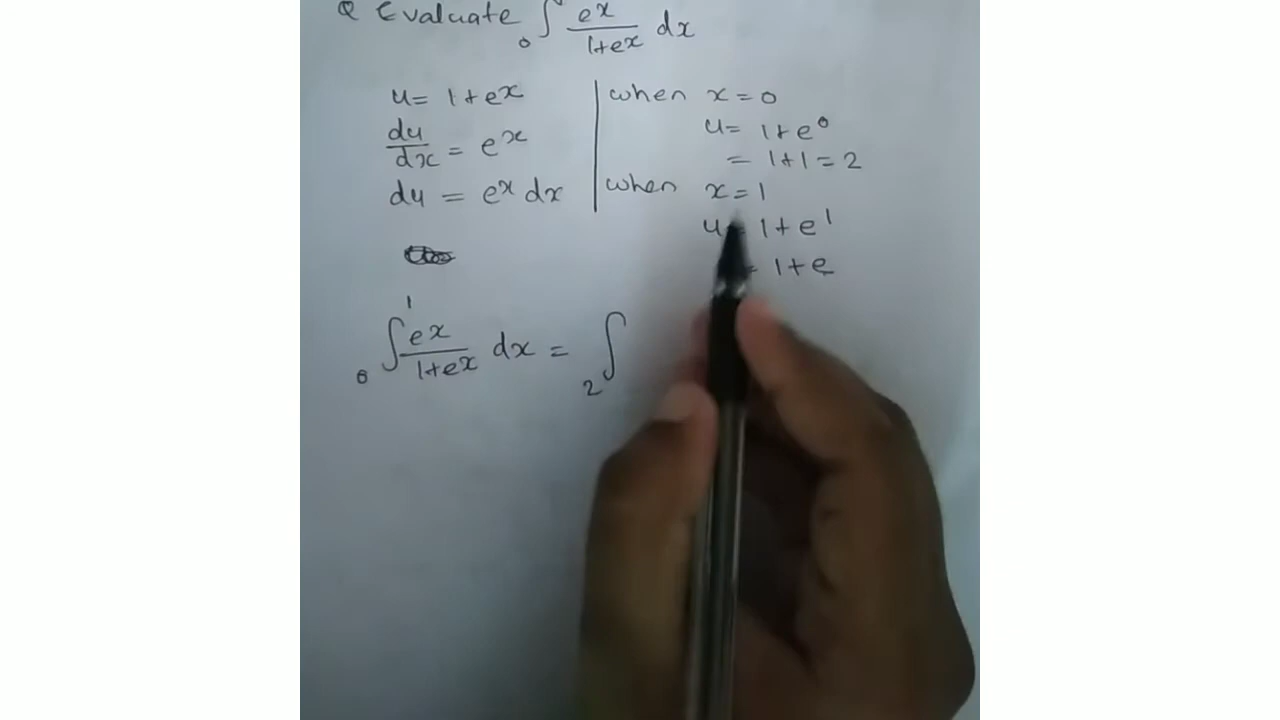 Q Evaluate ∫₀ eˣ/(1+eˣ) dx
u = 1+eˣ
du/dx = eˣ
du = eˣ dx
when x = 0
u = 1+e⁰
= 1+1 = 2
when x = 1
u = 1+e¹
= 1+e
∫₀¹ eˣ/(1+eˣ) dx = ∫₂